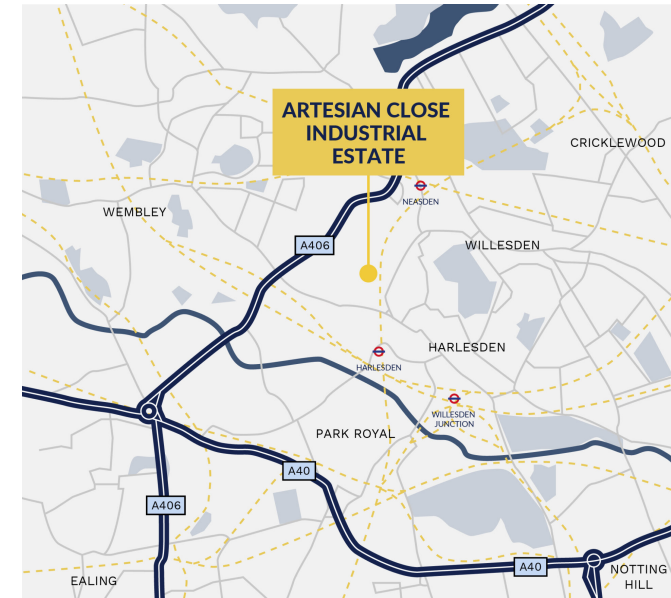 ARTESIAN CLOSE
INDUSTRIAL
ESTATE
CRICKLEWOOD
NEASDEN
WEMBLEY
A406
WILLESDEN
HARLESDEN
HARLESDEN
WILLESDEN
JUNCTION
PARK ROYAL
A40
A406
A40
EALING
NOTTING
HILL